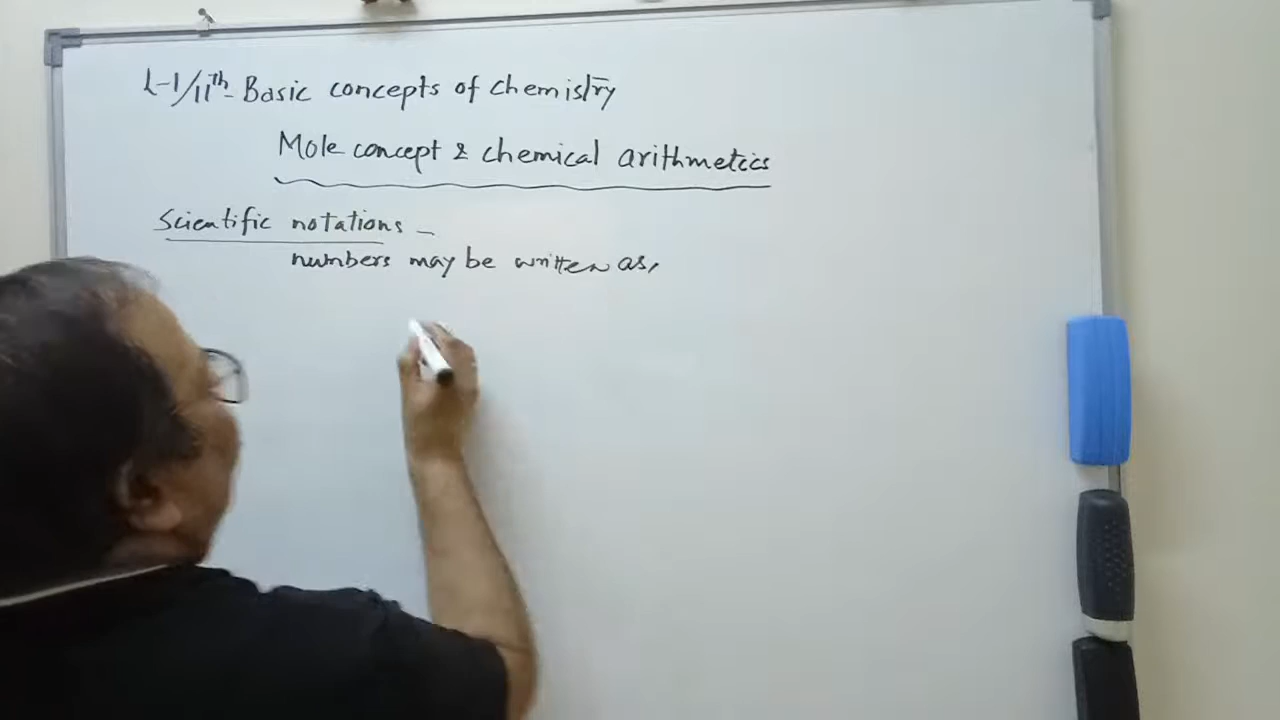 L-1/11th- Basic concepts of chemistry
Mole concept & chemical arithmetics
Scientific notations -
numbers may be written as,